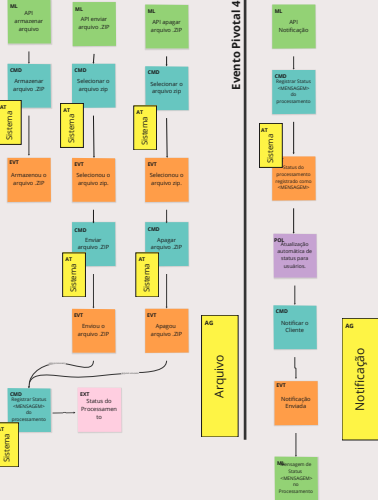 ML
API
armazenar
arquivo
CMD
Armazenar
arquivo .ZIP
AT
Sistema
EVT
Armazenou o
arquivo .ZIP
ML
API enviar
arquivo .ZIP
CMD
Selecionar o
arquivo zip
AT
Sistema
EVT
Selecionou o
arquivo zip.
CMD
Enviar
arquivo .ZIP
AT
Sistema
EVT
Enviou o
arquivo .ZIP
ML
API apagar
arquivo .ZIP
CMD
Selecionar o
arquivo zip
AT
Sistema
EVT
Selecionou o
arquivo zip.
CMD
Apagar
arquivo .ZIP
AT
Sistema
EVT
Apagou
arquivo .ZIP
CMD
Registrar Status
<MENSAGEM>
do
processamento
AT
Sistema
EXT
Status do
Processamen
to
AG
Arquivo
Evento Pivotal 4
ML
API
Notificação
CMD
Registrar Status
<MENSAGEM>
do
processamento
AT
Sistema
Status do
processamento
registrado como
<MENSAGEM>
POL
Atualização
automática de
status para
usuários.
CMD
Notificar o
Cliente
EVT
Notificação
Enviada
ML
Mensagem de
Status
<MENSAGEM>
no
Processamento
AG
Notificação